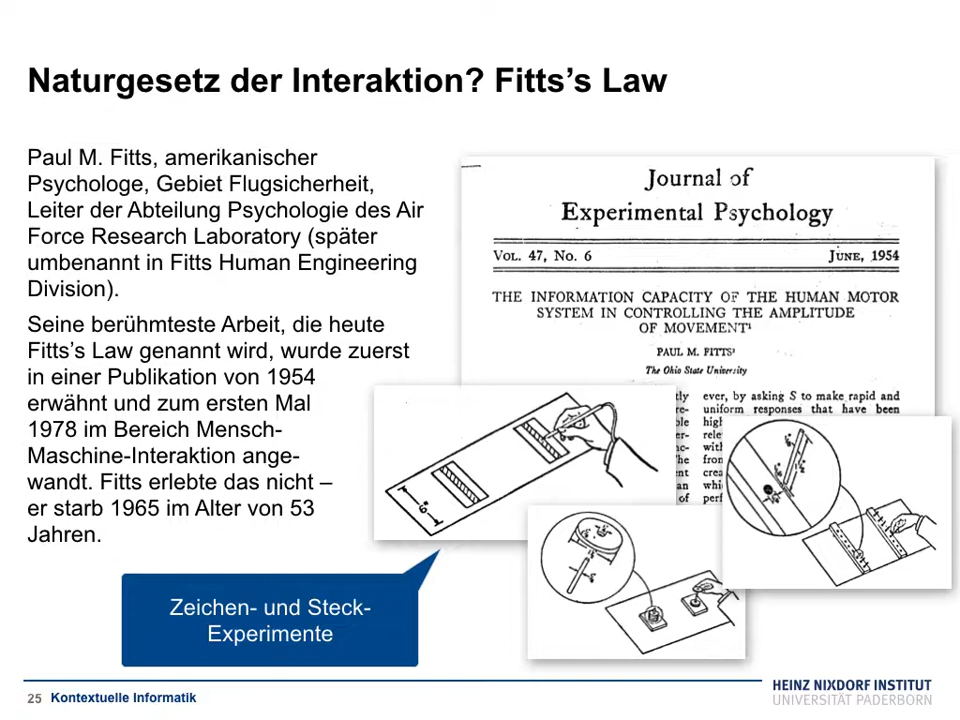 Naturgesetz der Interaktion? Fitts’s Law
Paul M. Fitts, amerikanischer
Psychologe, Gebiet Flugsicherheit,
Leiter der Abteilung Psychologie des Air
Force Research Laboratory (später
umbenannt in Fitts Human Engineering
Division).
Seine berühmteste Arbeit, die heute
Fitts’s Law genannt wird, wurde zuerst
in einer Publikation von 1954
erwähnt und zum ersten Mal
1978 im Bereich Mensch-
Maschine-Interaktion ange-
wandt. Fitts erlebte das nicht –
er starb 1965 im Alter von 53
Jahren.
Journal of
Experimental Psychology
VOL. 47, No. 6 JUNE, 1954
THE INFORMATION CAPACITY OF THE HUMAN MOTOR
SYSTEM IN CONTROLLING THE AMPLITUDE
OF MOVEMENT¹
PAUL M. FITTS²
The Ohio State University
ever, by asking S to make rapid and
uniform responses that have been
Zeichen- und Steck-
Experimente
25 Kontextuelle Informatik
HEINZ NIXDORF INSTITUT
UNIVERSITÄT PADERBORN